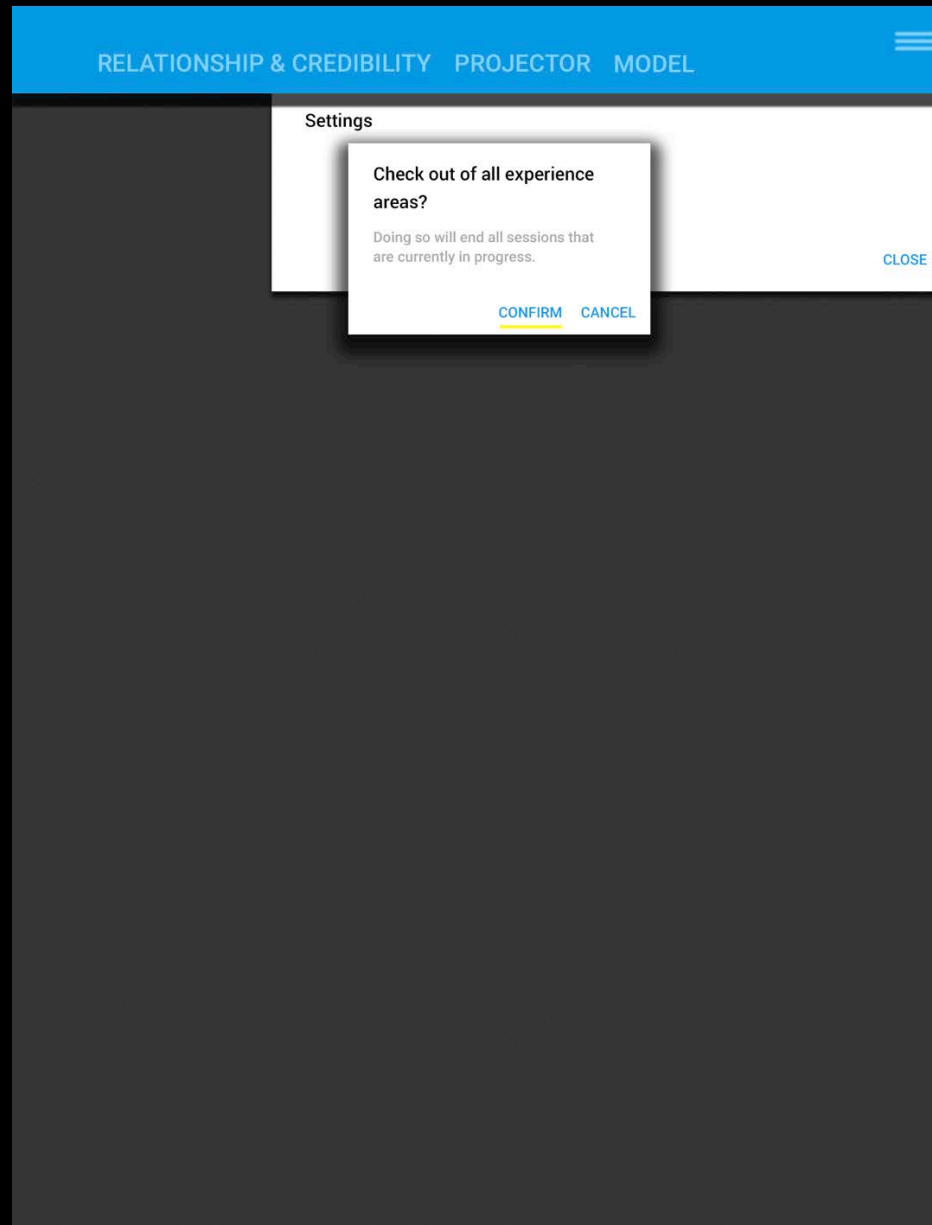 RELATIONSHIP & CREDIBILITY PROJECTOR MODEL
Settings
Check out of all experience
areas?
Doing so will end all sessions that
are currently in progress.
CLOSE
CONFIRM CANCEL